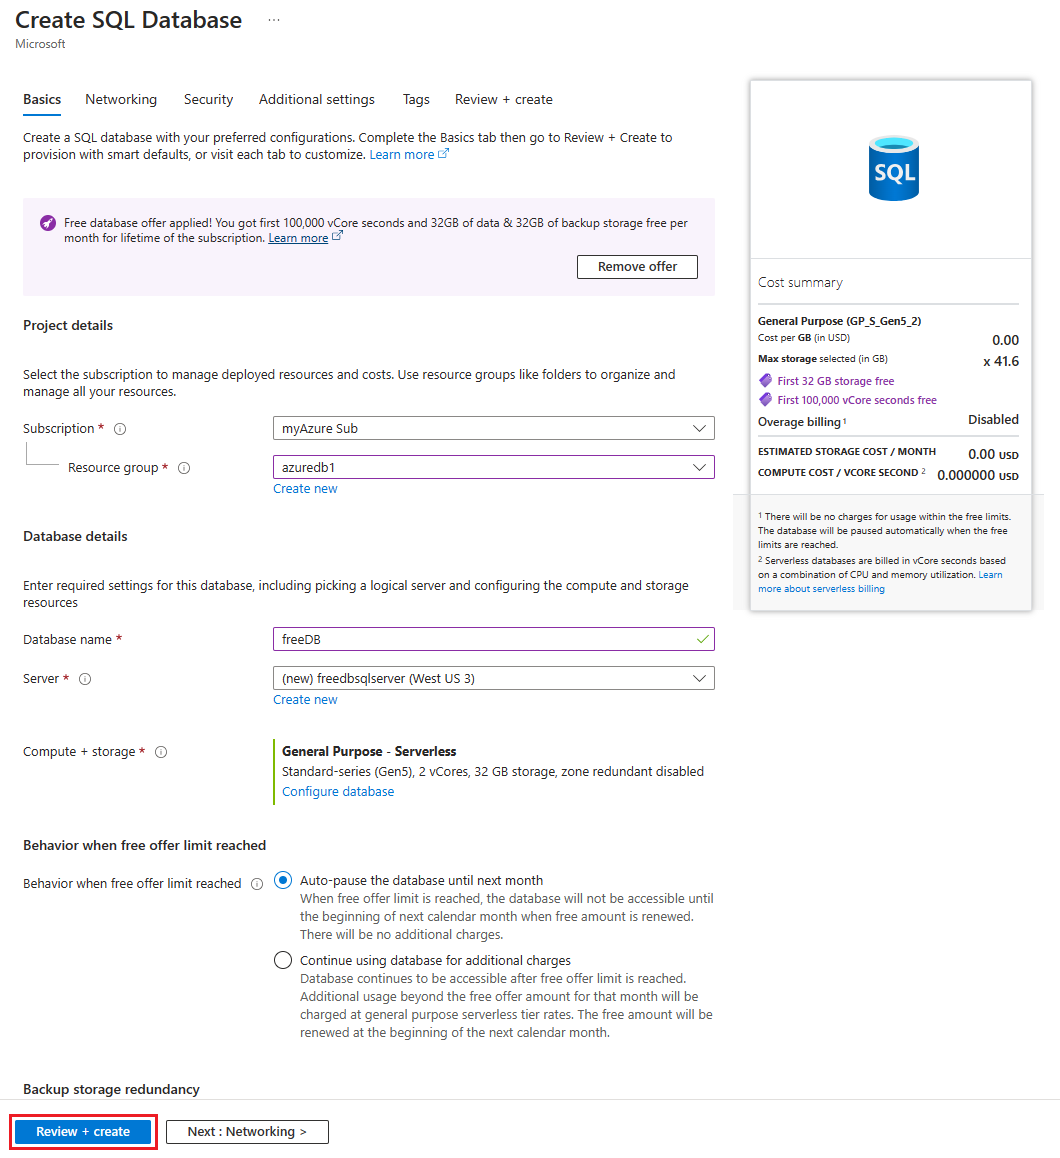 Create SQL Database ...
Microsoft
Basics Networking Security Additional settings Tags Review + create
Create a SQL database with your preferred configurations. Complete the Basics tab then go to Review + Create to
provision with smart defaults, or visit each tab to customize. Learn more
Free database offer applied! You got first 100,000 vCore seconds and 32GB of data & 32GB of backup storage free per
month for lifetime of the subscription. Learn more
Remove offer
Project details
Select the subscription to manage deployed resources and costs. Use resource groups like folders to organize and
manage all your resources.
Subscription *
myAzure Sub
Resource group *
azuredb1
Create new
Database details
Enter required settings for this database, including picking a logical server and configuring the compute and storage
resources
Database name *
freeDB
Server *
(new) freedbsqlserver (West US 3)
Create new
Compute + storage *
General Purpose - Serverless
Standard-series (Gen5), 2 vCores, 32 GB storage, zone redundant disabled
Configure database
Behavior when free offer limit reached
Behavior when free offer limit reached
Auto-pause the database until next month
When free offer limit is reached, the database will not be accessible until
the beginning of next calendar month when free amount is renewed.
There will be no additional charges.
Continue using database for additional charges
Database continues to be accessible after free offer limit is reached.
Additional usage beyond the free offer amount for that month will be
charged at general purpose serverless tier rates. The free amount will be
renewed at the beginning of the next calendar month.
Backup storage redundancy
Review + create
Next : Networking >
SQL
Cost summary
General Purpose (GP_S_Gen5_2)
Cost per GB (in USD) 0.00
Max storage selected (in GB) x 41.6
First 32 GB storage free
First 100,000 vCore seconds free
Overage billing 1 Disabled
ESTIMATED STORAGE COST / MONTH 0.00 USD
COMPUTE COST / VCORE SECOND 2 0.000000 USD
1 There will be no charges for usage within the free limits.
The database will be paused automatically when the free
limits are reached.
2 Serverless databases are billed in vCore seconds based
on a combination of CPU and memory utilization. Learn
more about serverless billing